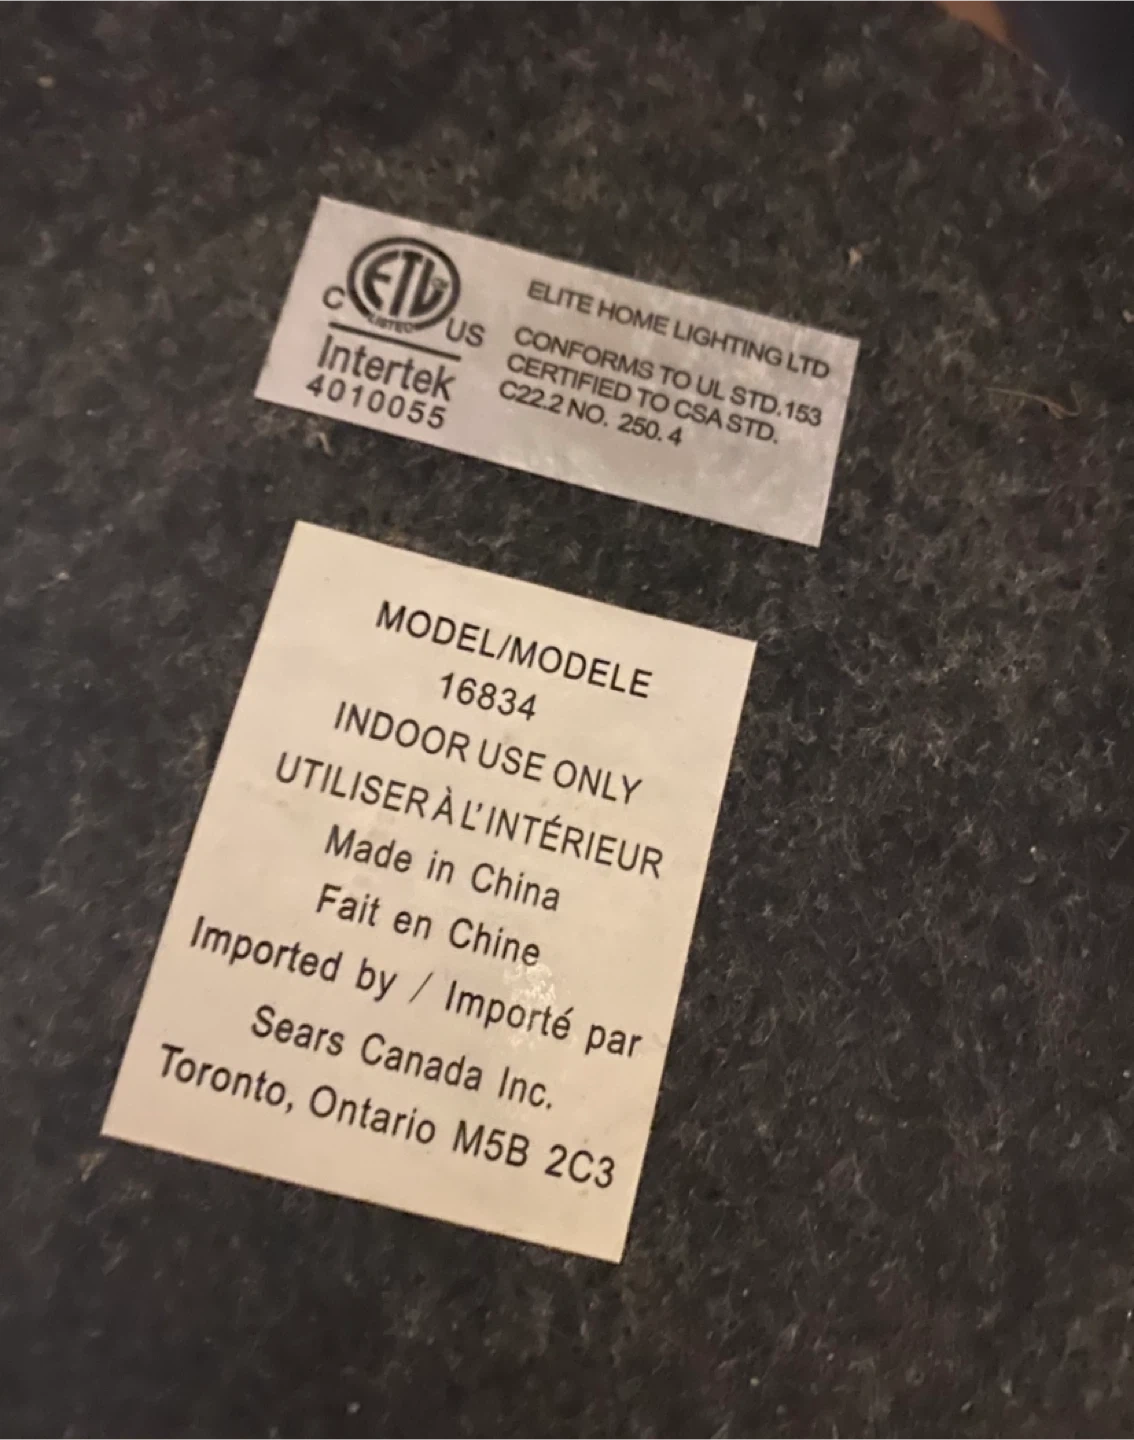 C ETL US
LISTED
Intertek
4010055
ELITE HOME LIGHTING LTD
CONFORMS TO UL STD.153
CERTIFIED TO CSA STD.
C22.2 NO. 250.4
MODEL/MODELE
16834
INDOOR USE ONLY
UTILISER À L'INTÉRIEUR
Made in China
Fait en Chine
Imported by / Importé par
Sears Canada Inc.
Toronto, Ontario M5B 2C3